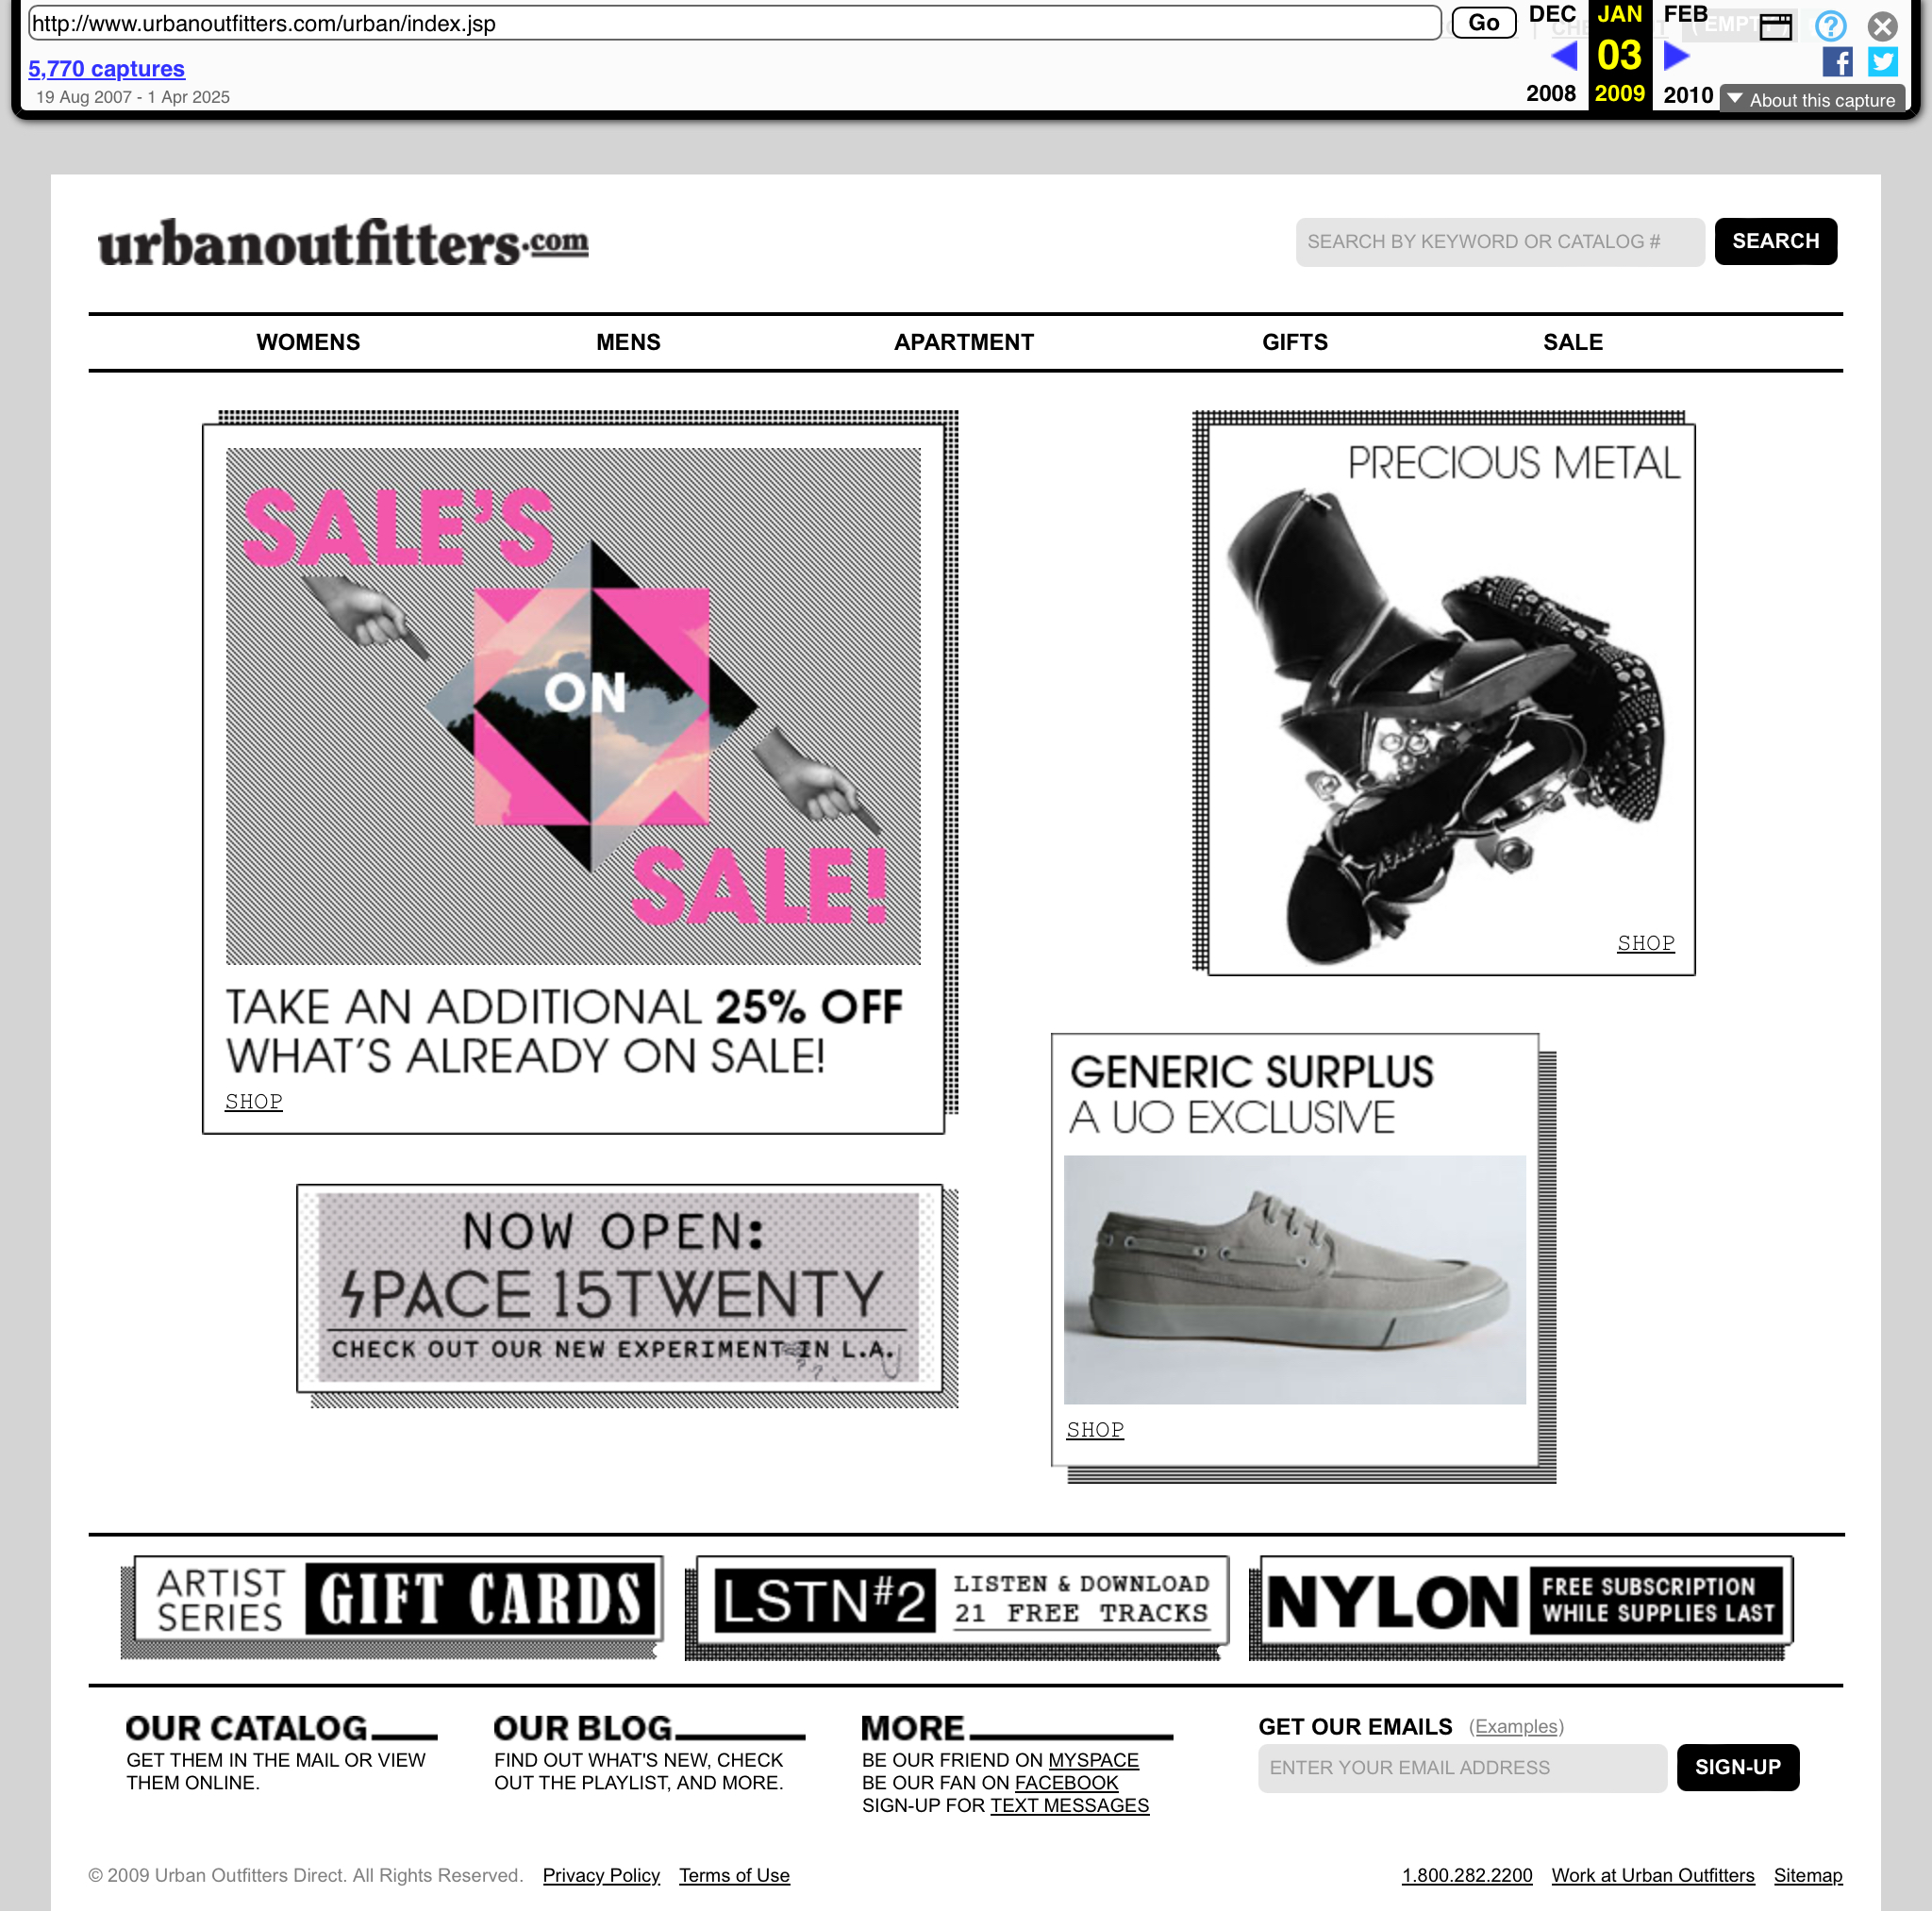 http://www.urbanoutfitters.com/urban/index.jsp
Go
DEC JAN FEB
03
2008 2009 2010
5,770 captures
19 Aug 2007 - 1 Apr 2025
About this capture
urbanoutfitters.com
SEARCH BY KEYWORD OR CATALOG #
SEARCH
WOMENS MENS APARTMENT GIFTS SALE
SALE'S
ON
SALE!
TAKE AN ADDITIONAL 25% OFF
WHAT'S ALREADY ON SALE!
SHOP
PRECIOUS METAL
SHOP
NOW OPEN:
SPACE 15TWENTY
CHECK OUT OUR NEW EXPERIMENT IN L.A.
GENERIC SURPLUS
A UO EXCLUSIVE
SHOP
ARTIST
SERIES
GIFT CARDS
LSTN#2
LISTEN & DOWNLOAD
21 FREE TRACKS
NYLON
FREE SUBSCRIPTION
WHILE SUPPLIES LAST
OUR CATALOG
GET THEM IN THE MAIL OR VIEW
THEM ONLINE.
OUR BLOG
FIND OUT WHAT'S NEW, CHECK
OUT THE PLAYLIST, AND MORE.
MORE
BE OUR FRIEND ON MYSPACE
BE OUR FAN ON FACEBOOK
SIGN-UP FOR TEXT MESSAGES
GET OUR EMAILS (Examples)
ENTER YOUR EMAIL ADDRESS
SIGN-UP
© 2009 Urban Outfitters Direct. All Rights Reserved. Privacy Policy Terms of Use
1.800.282.2200 Work at Urban Outfitters Sitemap